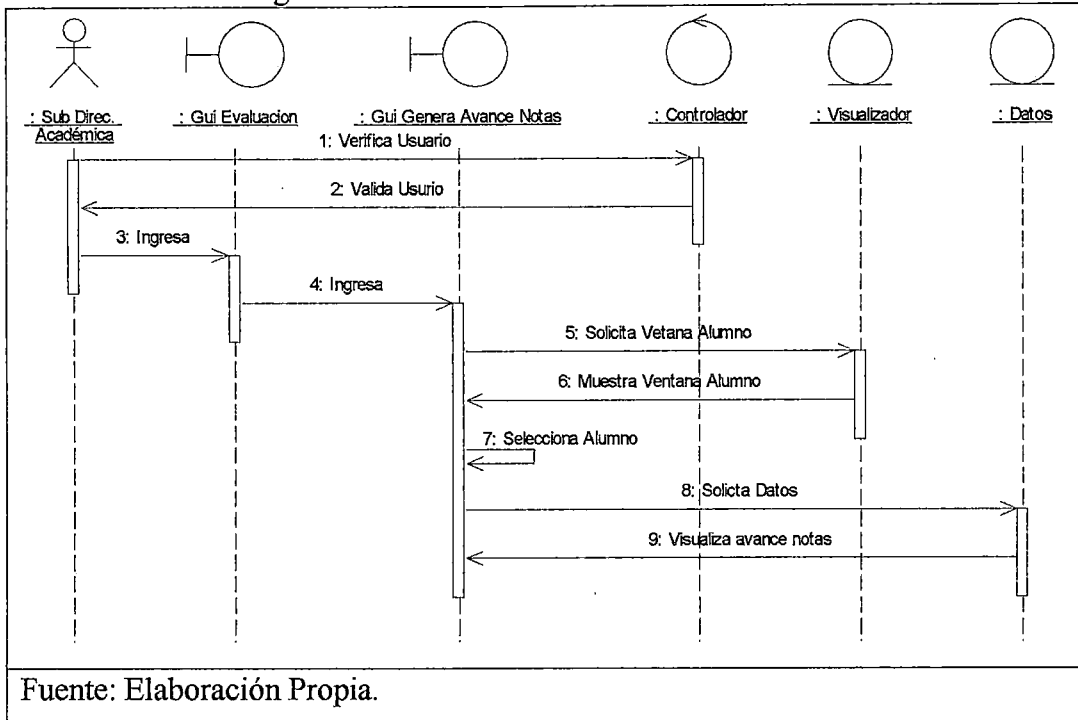 : Sub Direc. Académica
: Gui Evaluacion
: Gui Genera Avance Notas
: Controlador
: Visualizador
: Datos
1: Verifica Usuario
2: Valida Usurio
3: Ingresa
4: Ingresa
5: Solicita Vetana Alumno
6: Muestra Ventana Alumno
7: Selecciona Alumno
8: Solicta Datos
9: Visualiza avance notas
Fuente: Elaboración Propia.